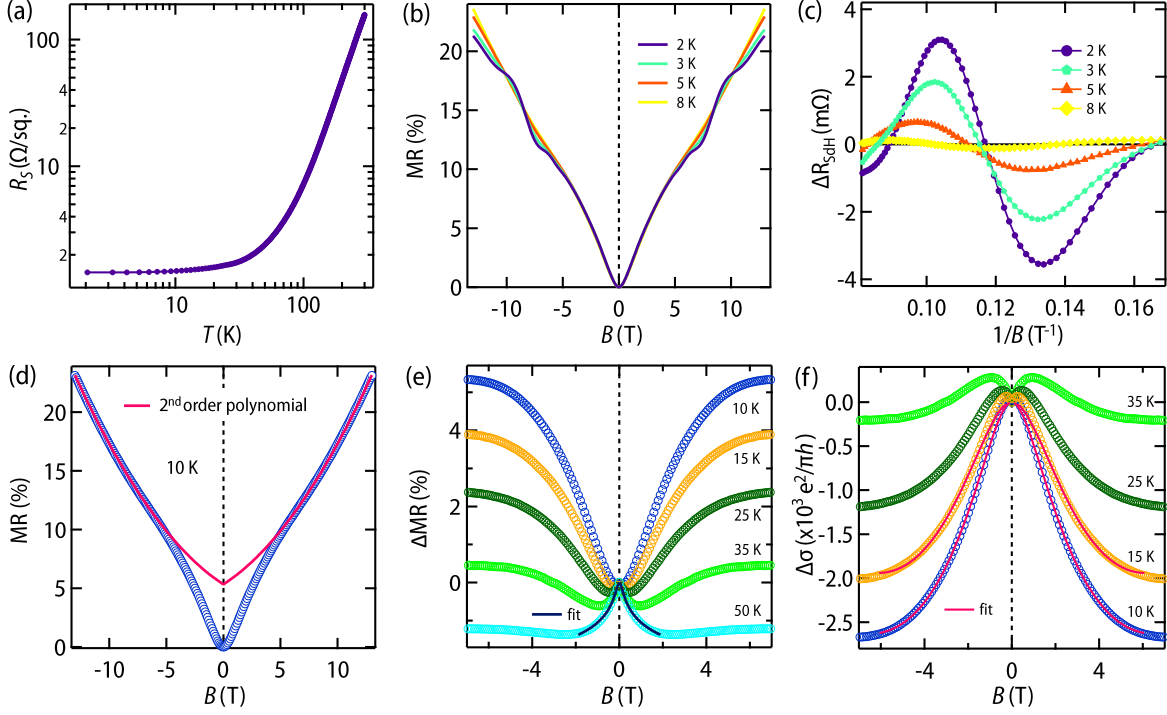 (a)
100
4
2
10
4
2
R_S (Ω/sq.)
10
100
T (K)
(b)
20
15
10
5
0
MR (%)
2 K
3 K
5 K
8 K
-10
-5
0
5
10
B (T)
(c)
4
2
0
-2
-4
ΔR_SdH (mΩ)
2 K
3 K
5 K
8 K
0.10
0.12
0.14
0.16
1/B (T⁻¹)
(d)
20
15
10
5
0
MR (%)
2ⁿᵈ order polynomial
10 K
-10
-5
0
5
10
B (T)
(e)
4
2
0
ΔMR (%)
10 K
15 K
25 K
35 K
50 K
fit
-4
0
4
B (T)
(f)
0.0
-0.5
-1.0
-1.5
-2.0
-2.5
Δσ (x10³ e²/πh)
35 K
25 K
15 K
10 K
fit
-4
0
4
B (T)